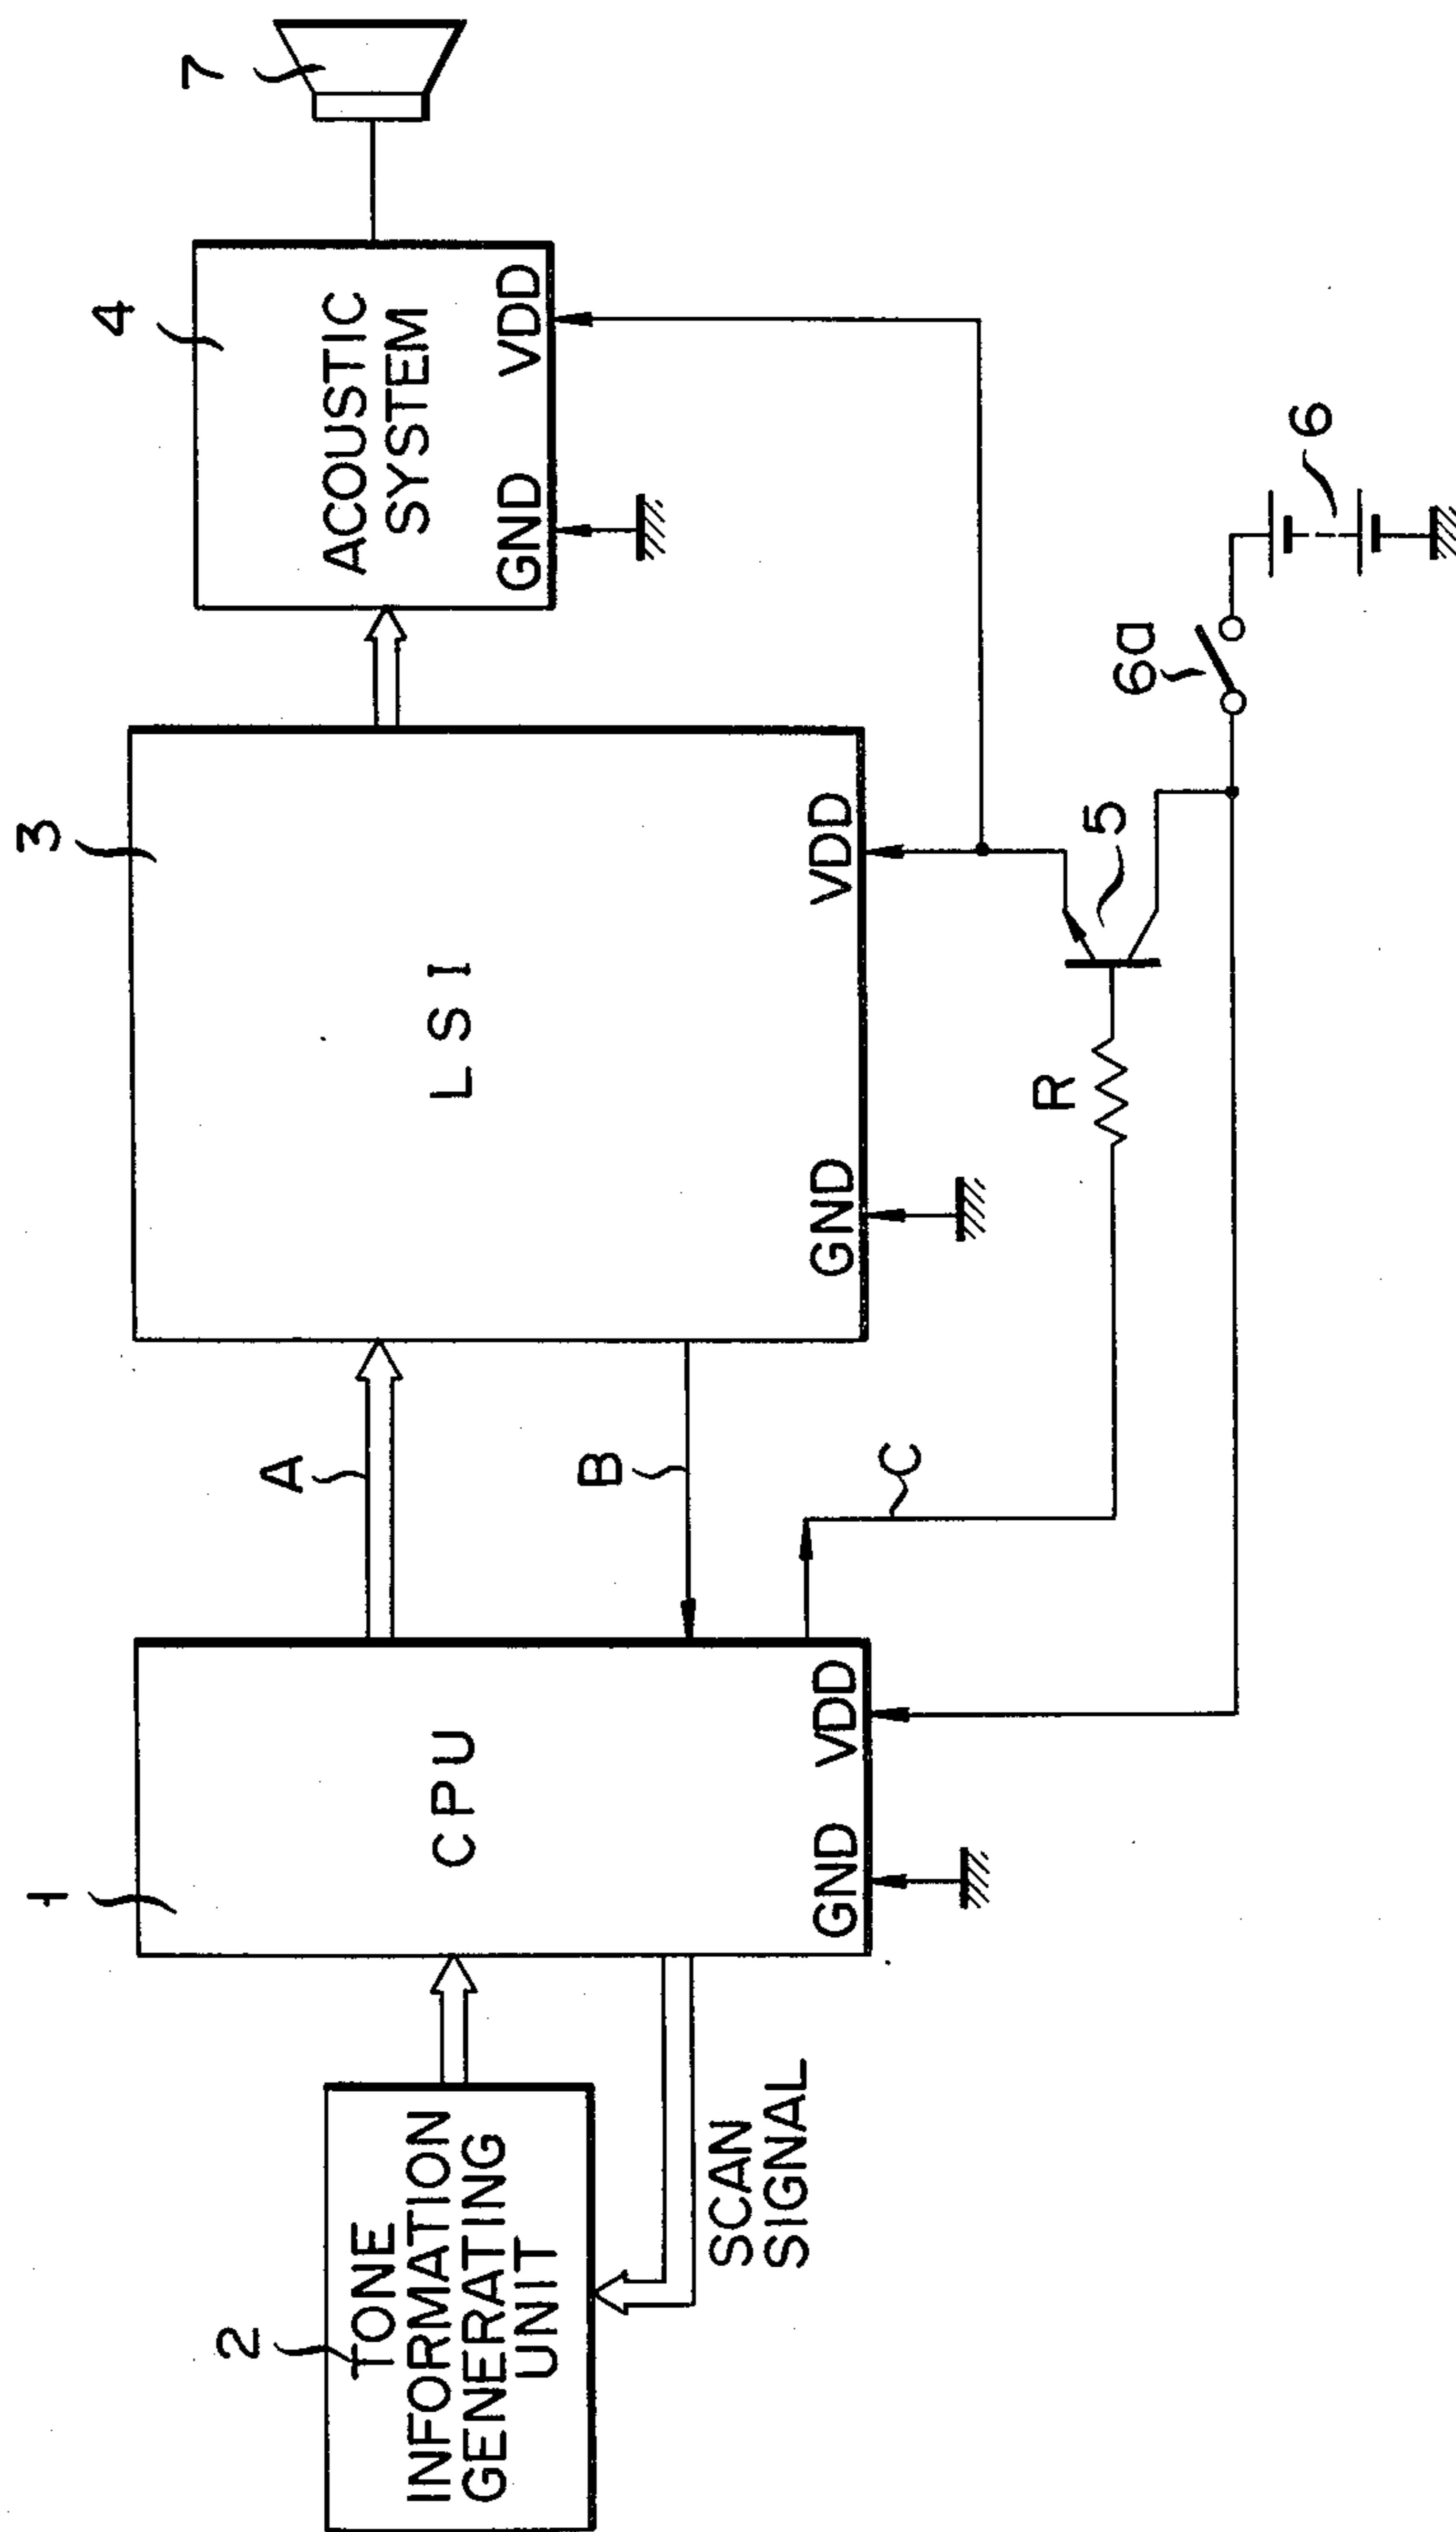 1
CPU
GND
VDD
2
TONE
INFORMATION
GENERATING
UNIT
SCAN
SIGNAL
A
B
C
3
LSI
GND
VDD
R
5
4
ACOUSTIC
SYSTEM
GND
VDD
7
6a
6